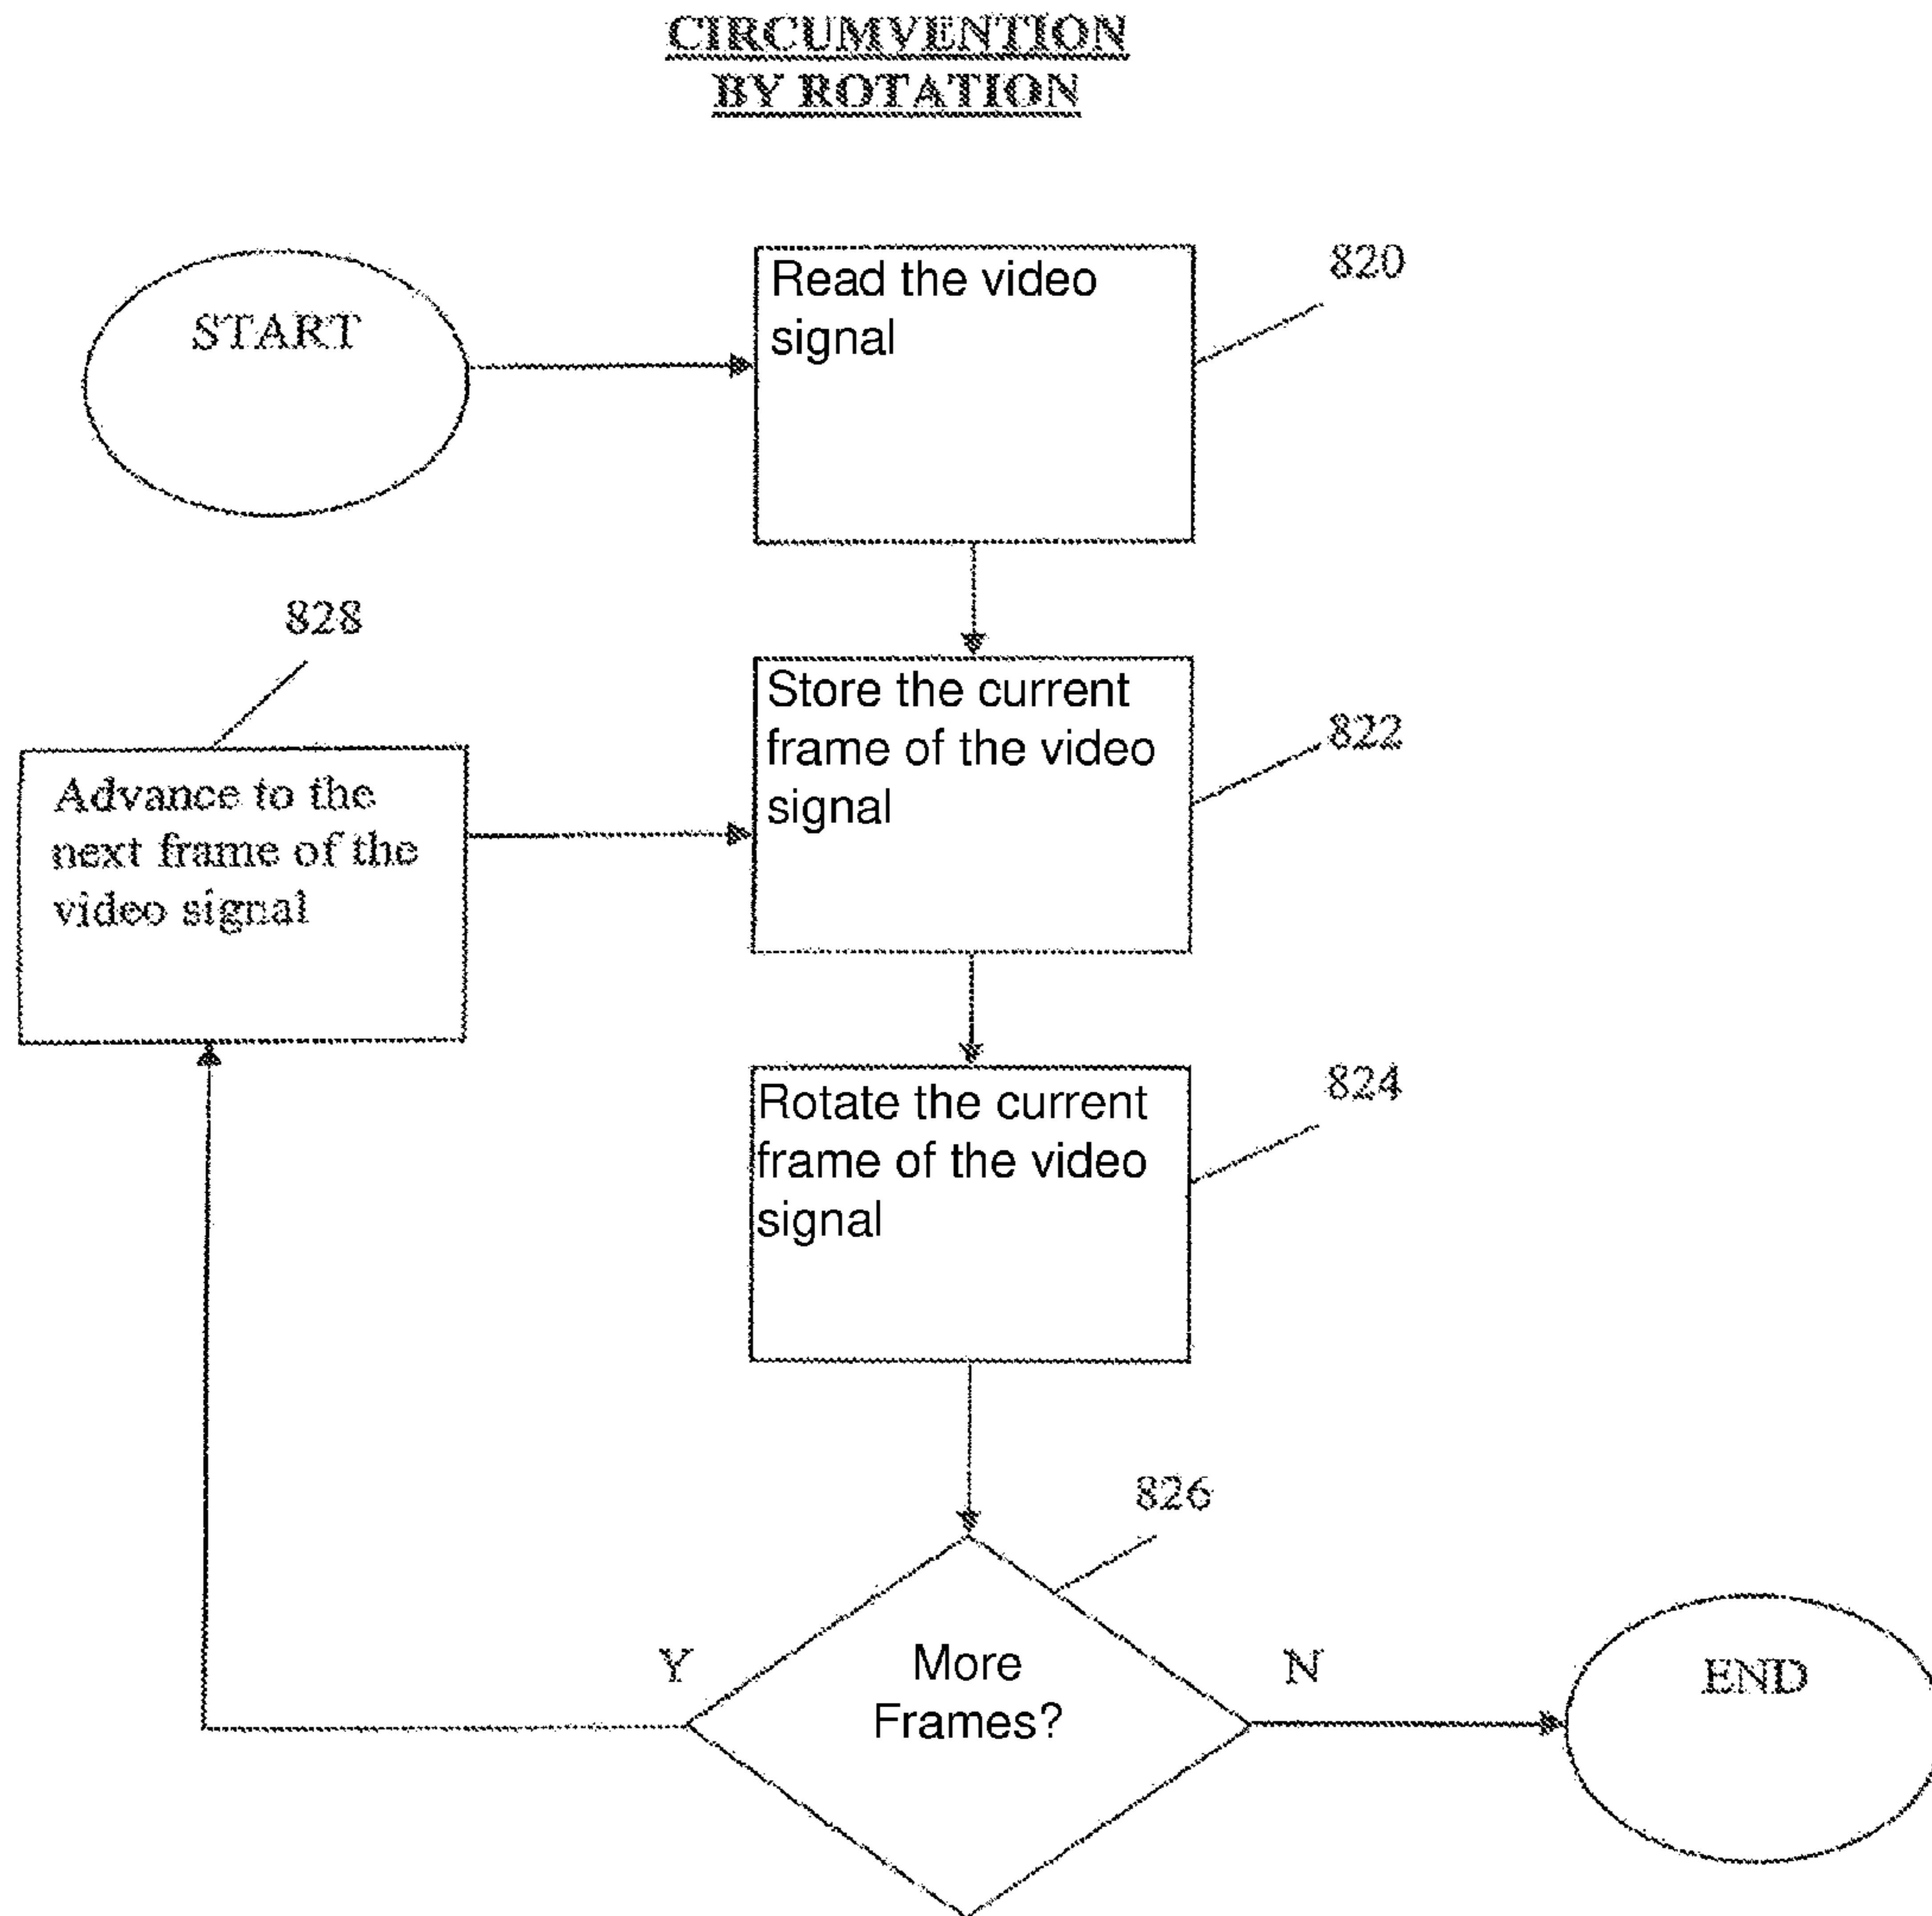 CIRCUMVENTION
BY ROTATION
START
Read the video
signal
820
828
Store the current
frame of the video
signal
822
Advance to the
next frame of the
video signal
Rotate the current
frame of the video
signal
824
826
Y
More
Frames?
N
END